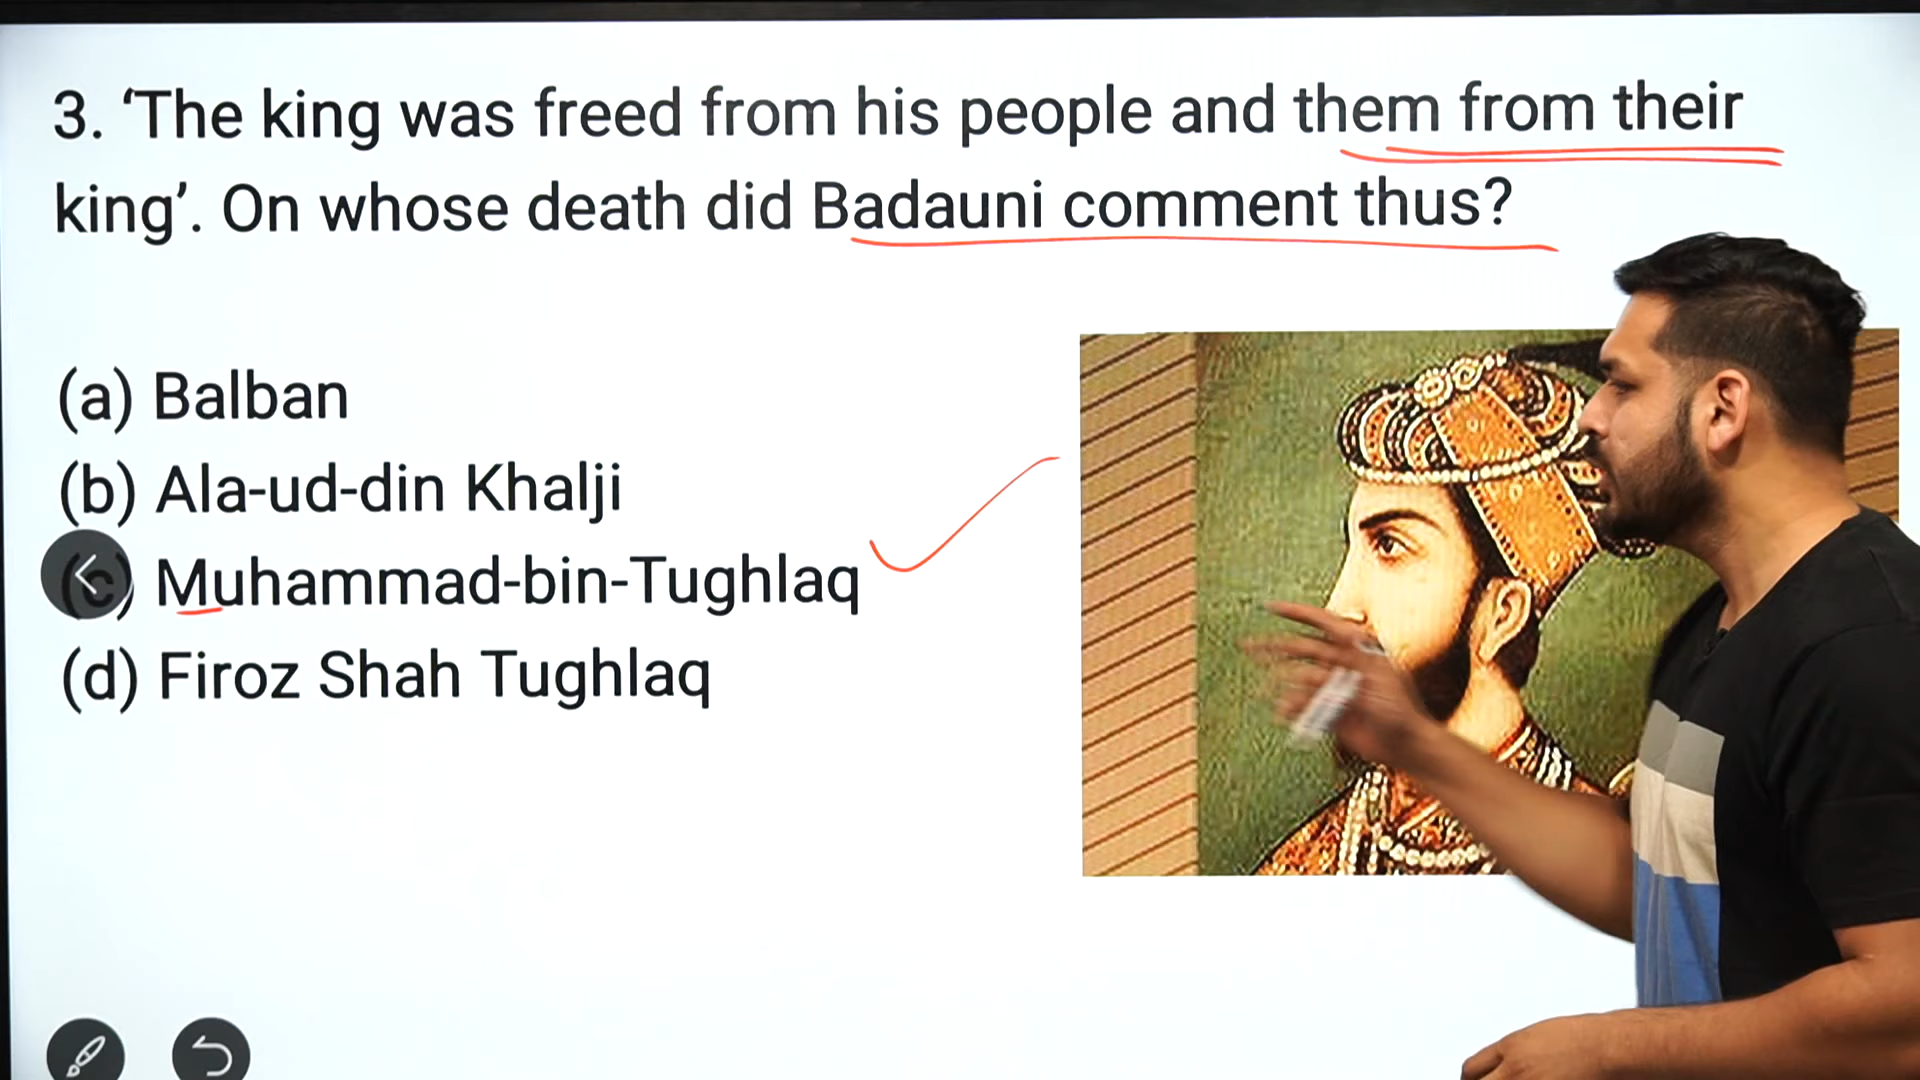 3. ‘The king was freed from his people and them from their
king’. On whose death did Badauni comment thus?
(a) Balban
(b) Ala-ud-din Khalji
(c) Muhammad-bin-Tughlaq
(d) Firoz Shah Tughlaq